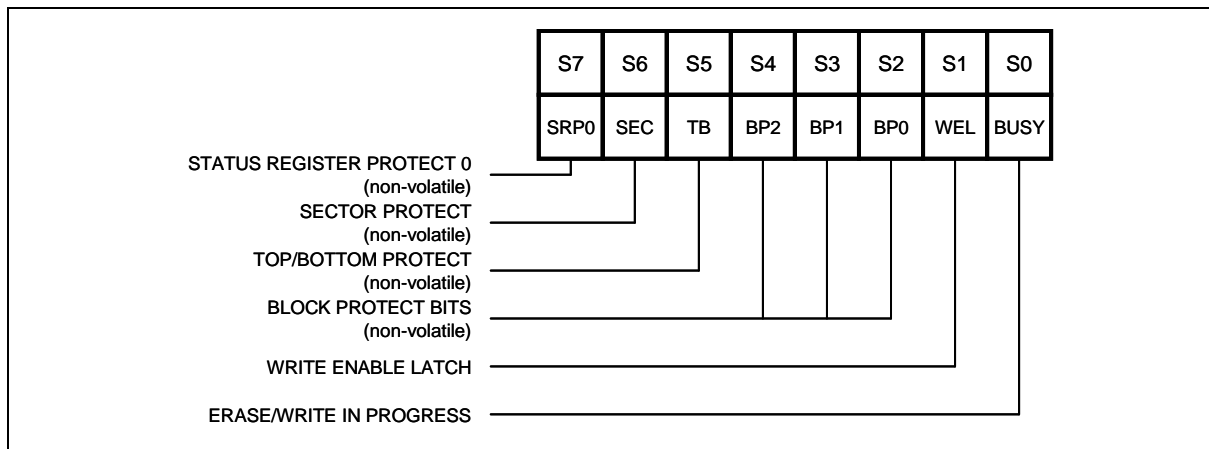 S7 S6 S5 S4 S3 S2 S1 S0
SRP0 SEC TB BP2 BP1 BP0 WEL BUSY
STATUS REGISTER PROTECT 0
(non-volatile)
SECTOR PROTECT
(non-volatile)
TOP/BOTTOM PROTECT
(non-volatile)
BLOCK PROTECT BITS
(non-volatile)
WRITE ENABLE LATCH
ERASE/WRITE IN PROGRESS